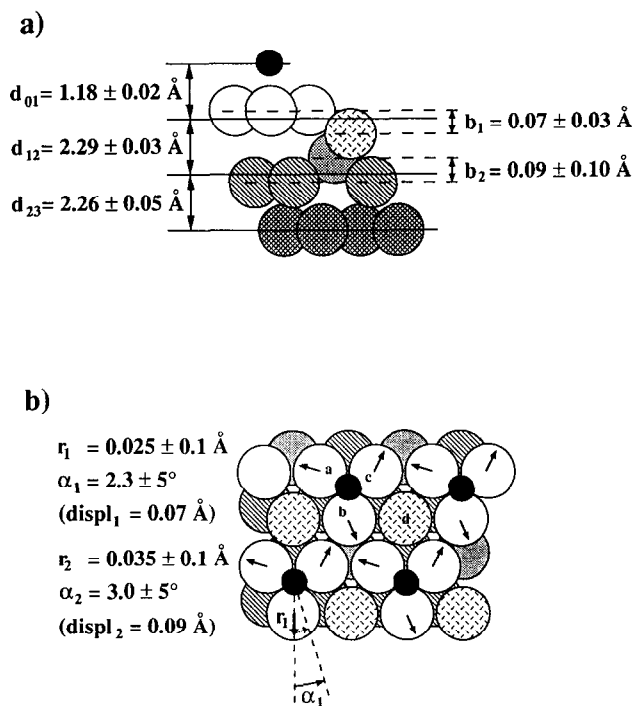 a)
d₀₁ = 1.18 ± 0.02 Å
b₁ = 0.07 ± 0.03 Å
d₁₂ = 2.29 ± 0.03 Å
b₂ = 0.09 ± 0.10 Å
d₂₃ = 2.26 ± 0.05 Å
b)
r₁ = 0.025 ± 0.1 Å
α₁ = 2.3 ± 5°
(displ₁ = 0.07 Å)
r₂ = 0.035 ± 0.1 Å
α₂ = 3.0 ± 5°
(displ₂ = 0.09 Å)
a c
b d
r₁
α₁